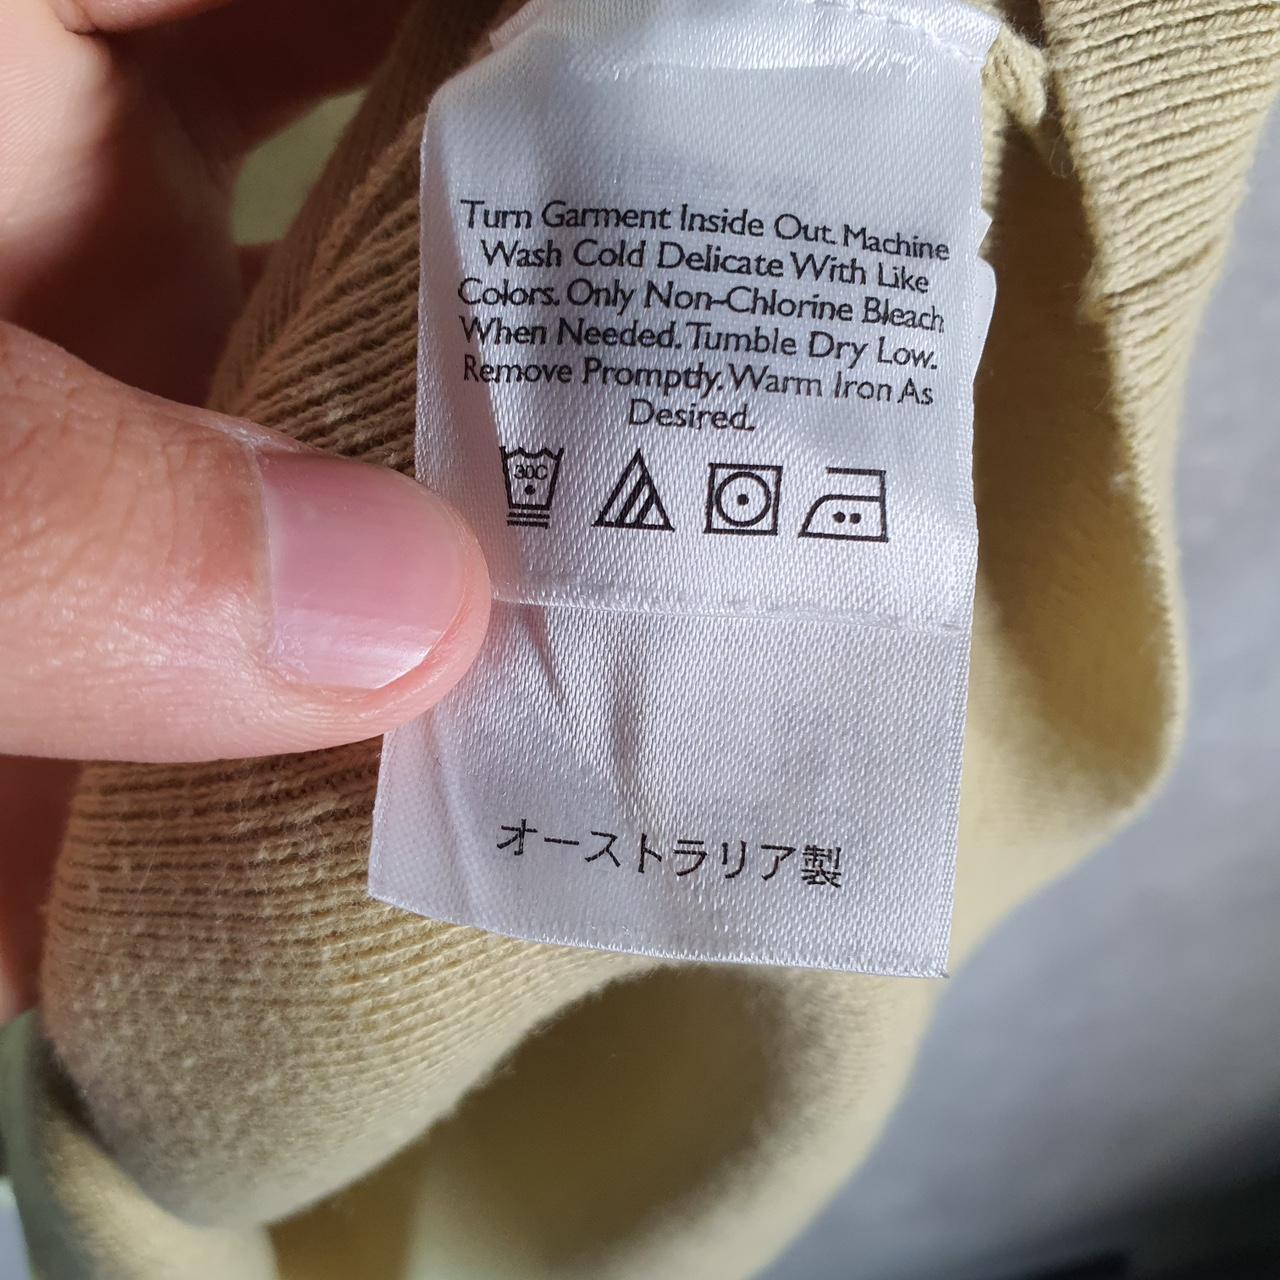 Turn Garment Inside Out. Machine
Wash Cold Delicate With Like
Colors. Only Non-Chlorine Bleach
When Needed. Tumble Dry Low.
Remove Promptly. Warm Iron As
Desired.
30C
オーストラリア製